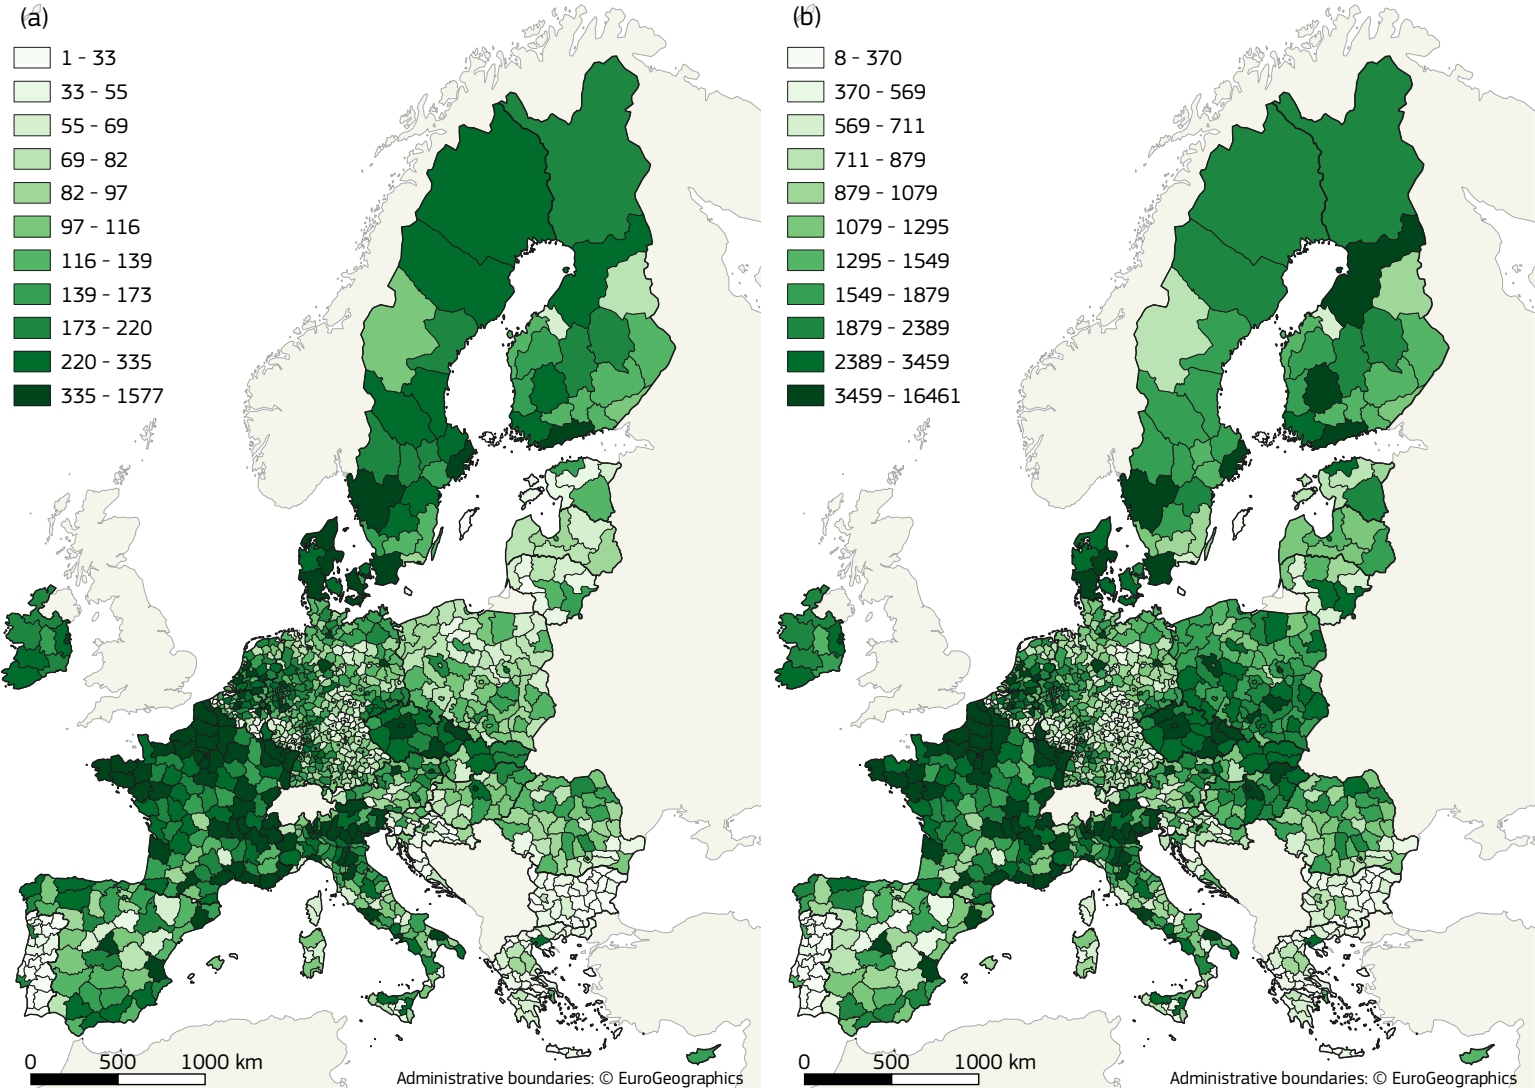 (a)
1 - 33
33 - 55
55 - 69
69 - 82
82 - 97
97 - 116
116 - 139
139 - 173
173 - 220
220 - 335
335 - 1577
0 500 1000 km
Administrative boundaries: © EuroGeographics
(b)
8 - 370
370 - 569
569 - 711
711 - 879
879 - 1079
1079 - 1295
1295 - 1549
1549 - 1879
1879 - 2389
2389 - 3459
3459 - 16461
0 500 1000 km
Administrative boundaries: © EuroGeographics